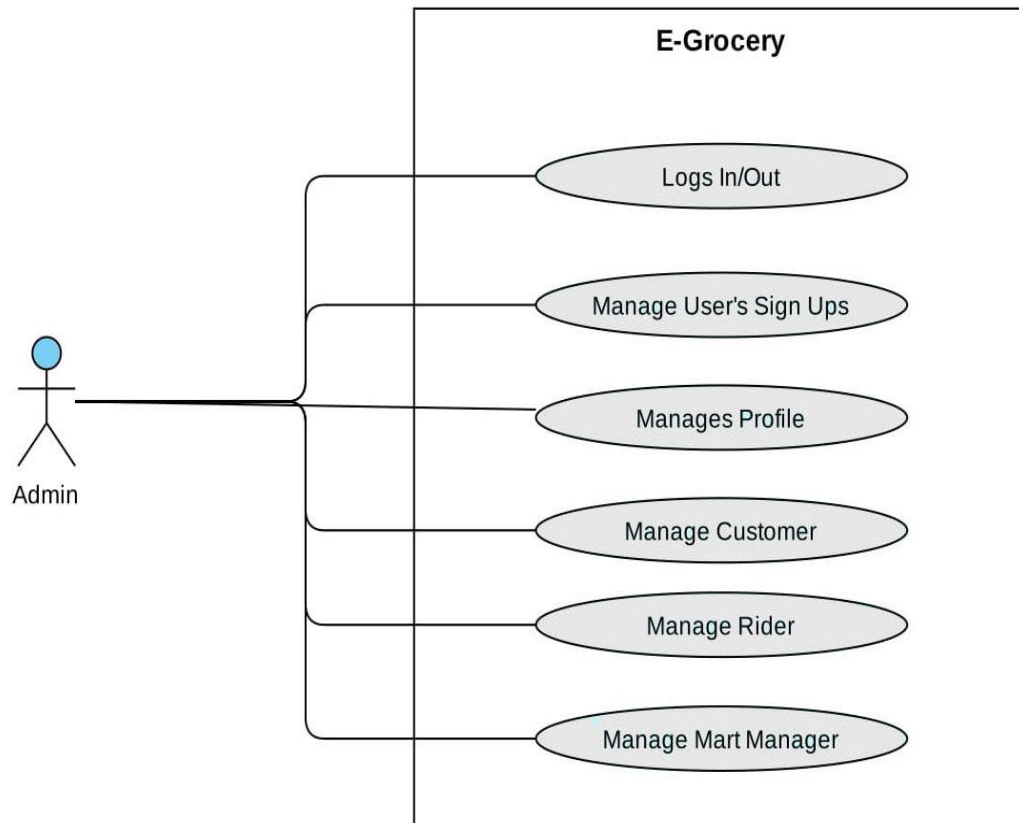 E-Grocery
Logs In/Out
Manage User's Sign Ups
Manages Profile
Admin
Manage Customer
Manage Rider
Manage Mart Manager